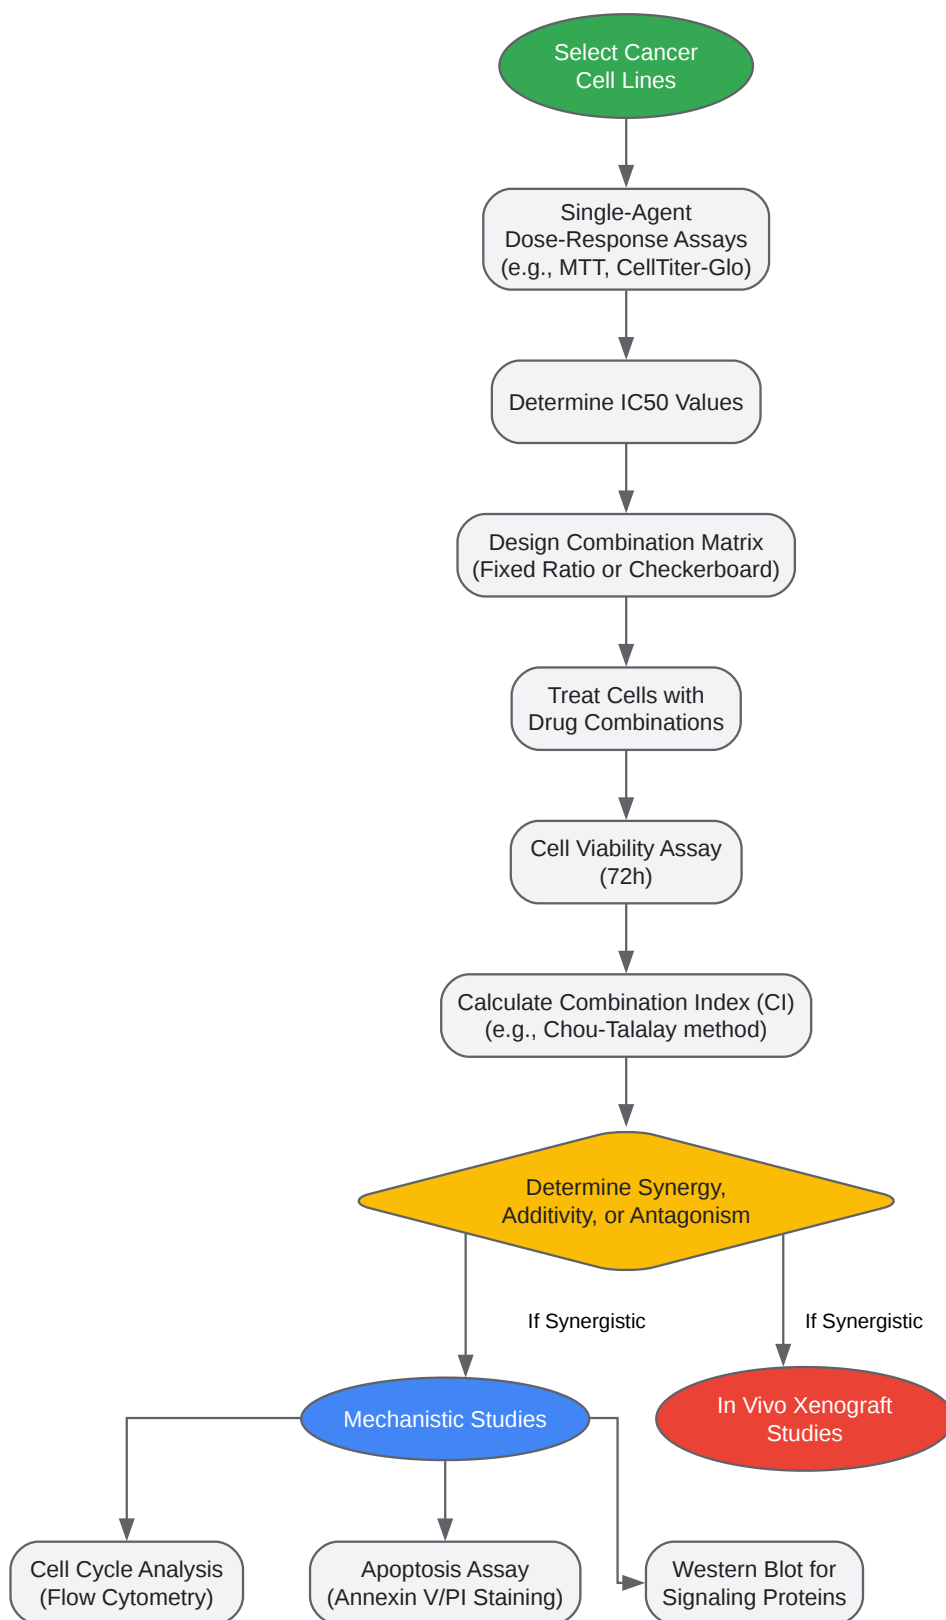 Select Cancer
Cell Lines
Single-Agent
Dose-Response Assays
(e.g., MTT, CellTiter-Glo)
Determine IC50 Values
Design Combination Matrix
(Fixed Ratio or Checkerboard)
Treat Cells with
Drug Combinations
Cell Viability Assay
(72h)
Calculate Combination Index (CI)
(e.g., Chou-Talalay method)
Determine Synergy,
Additivity, or Antagonism
If Synergistic
If Synergistic
Mechanistic Studies
In Vivo Xenograft
Studies
Cell Cycle Analysis
(Flow Cytometry)
Apoptosis Assay
(Annexin V/PI Staining)
Western Blot for
Signaling Proteins